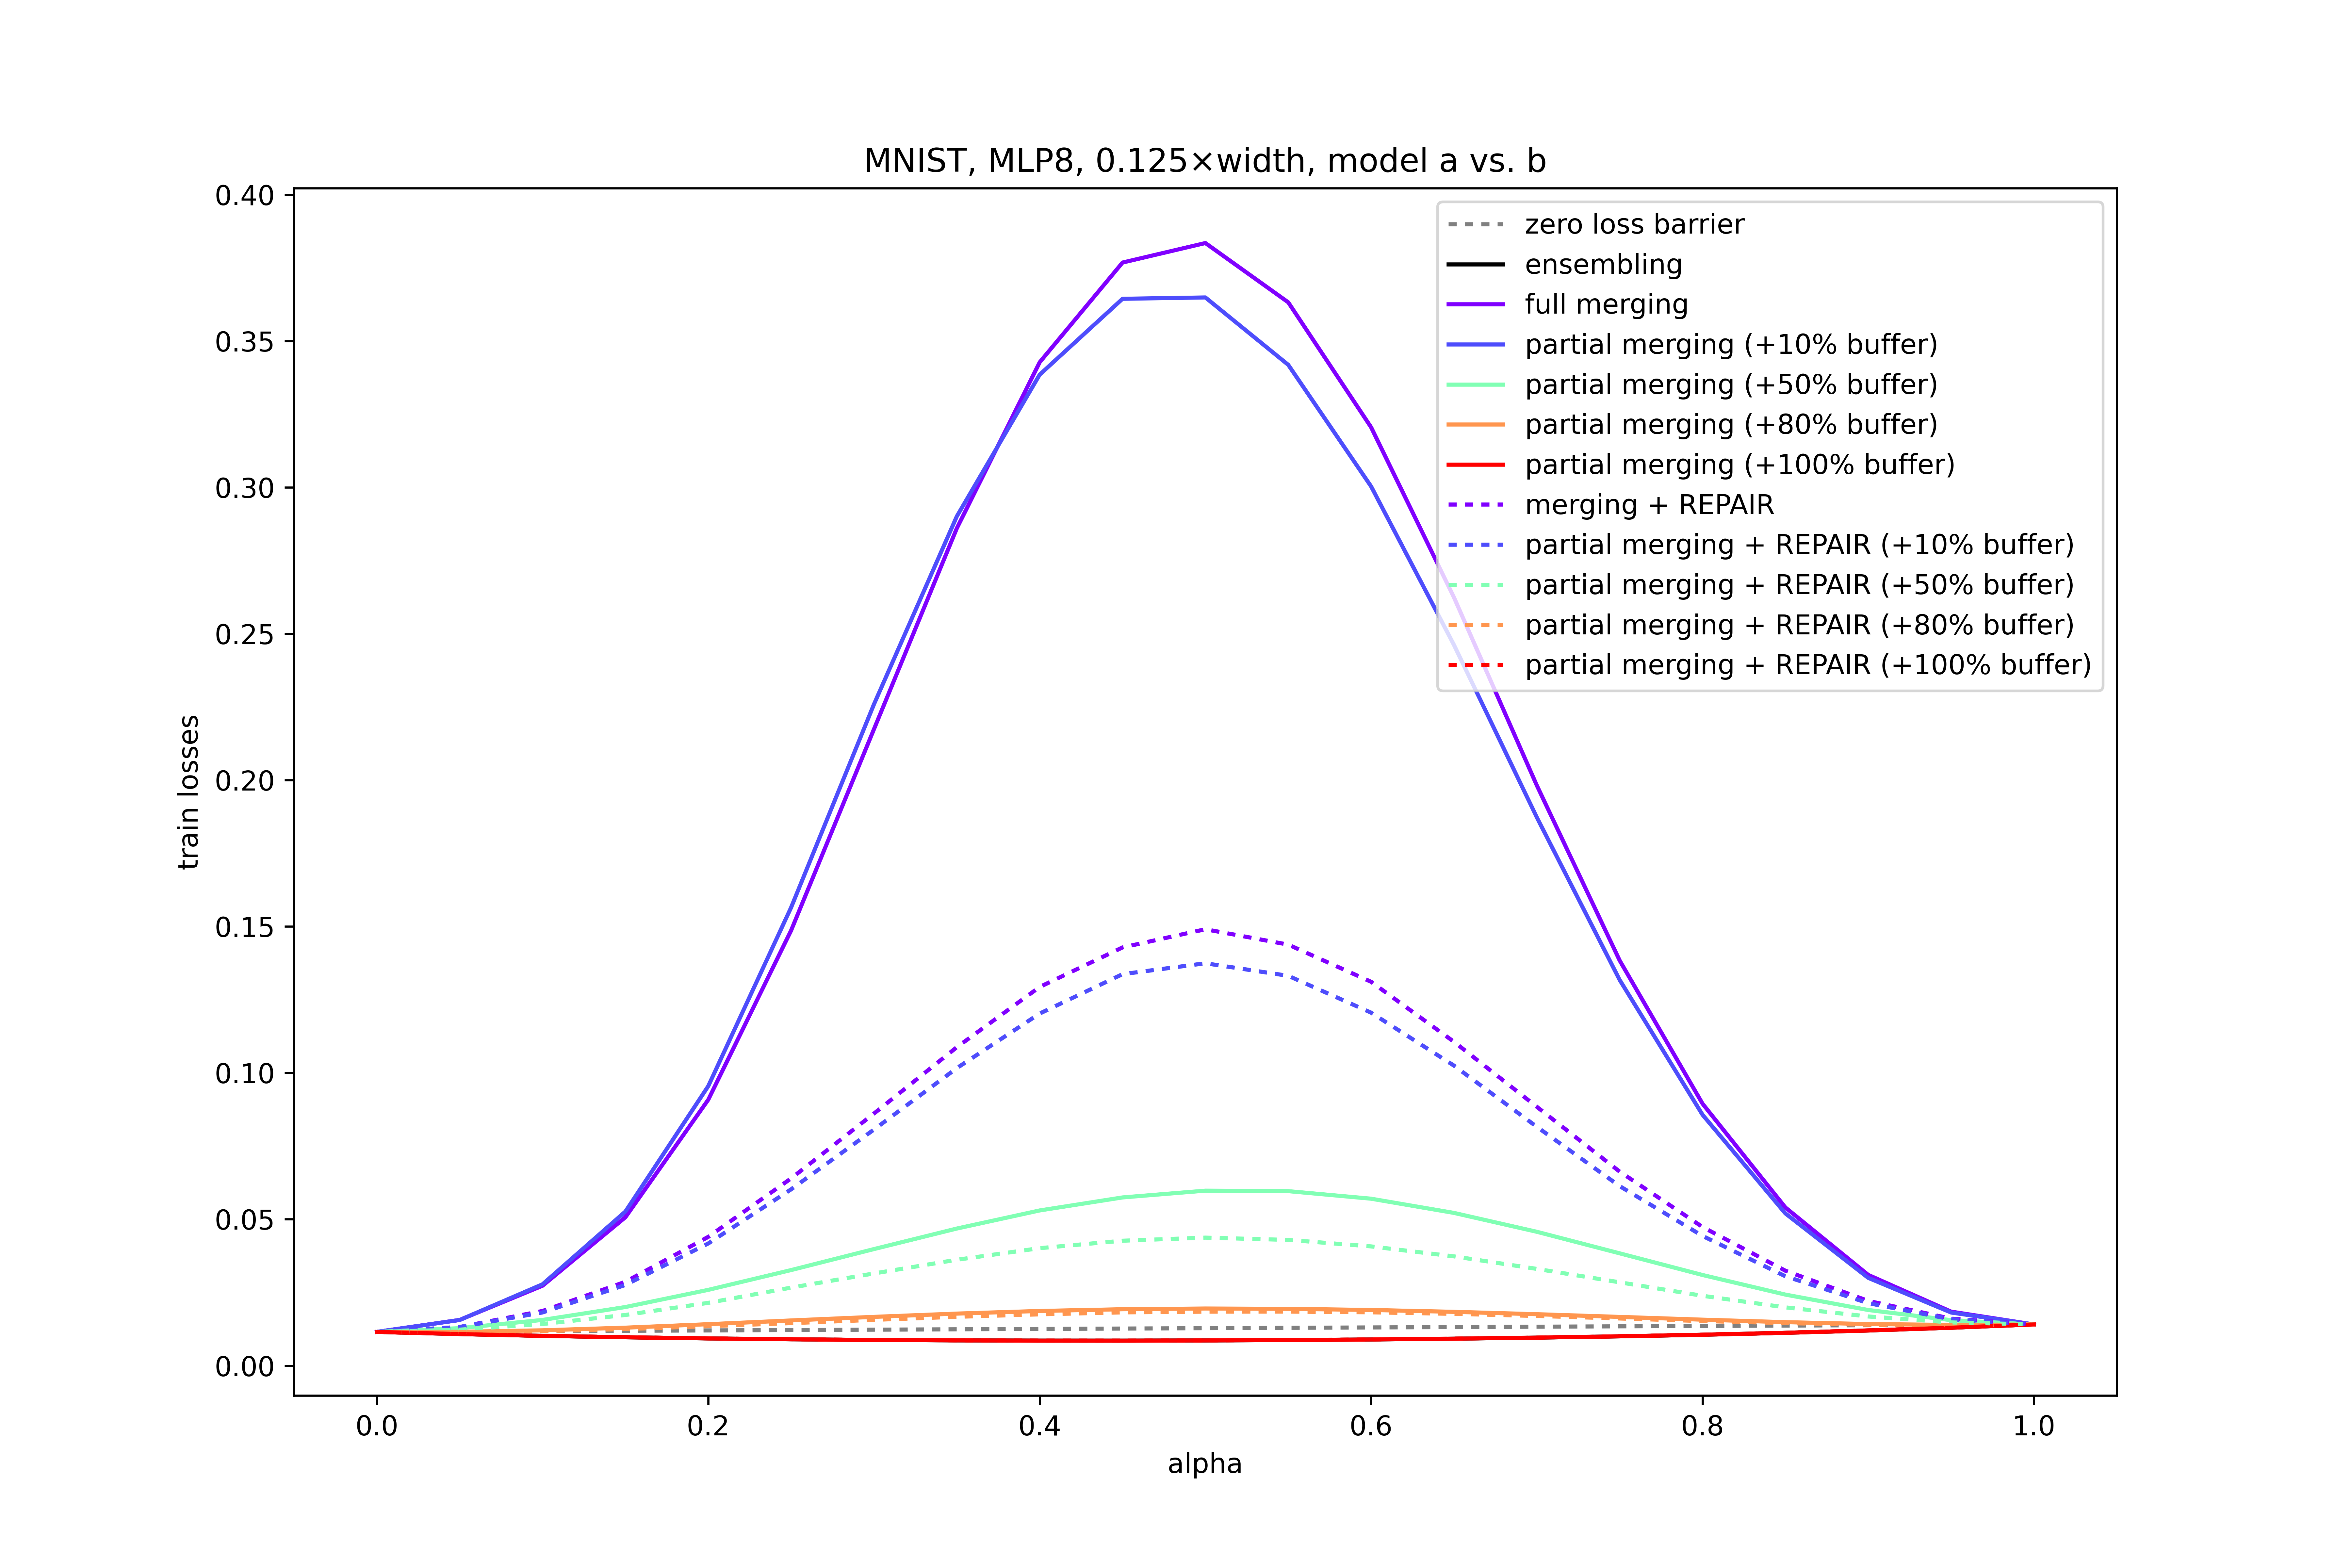 MNIST, MLP8, 0.125×width, model a vs. b
0.40
0.35
0.30
0.25
0.20
0.15
0.10
0.05
0.00
train losses
zero loss barrier
ensembling
full merging
partial merging (+10% buffer)
partial merging (+50% buffer)
partial merging (+80% buffer)
partial merging (+100% buffer)
merging + REPAIR
partial merging + REPAIR (+10% buffer)
partial merging + REPAIR (+50% buffer)
partial merging + REPAIR (+80% buffer)
partial merging + REPAIR (+100% buffer)
0.0 0.2 0.4 0.6 0.8 1.0
alpha